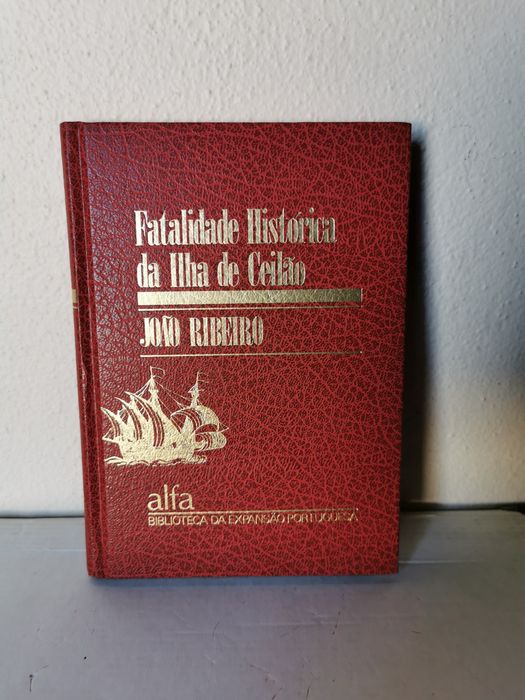 Fatalidade Histórica
da Ilha de Ceilão
JOÃO RIBEIRO
alfa
BIBLIOTECA DA EXPANSÃO PORTUGUESA